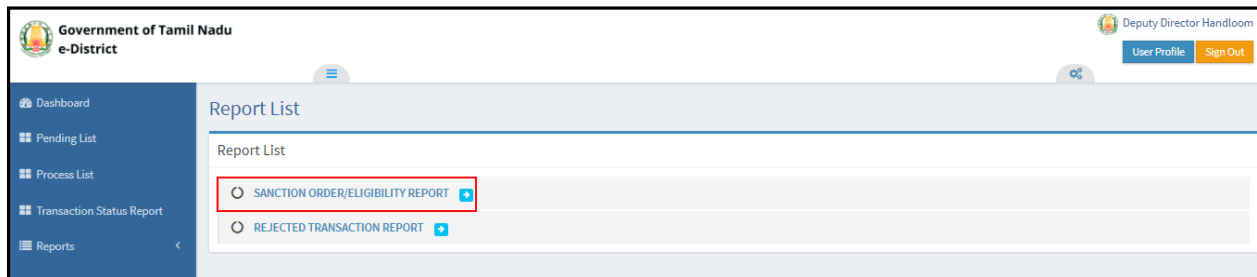 Government of Tamil Nadu
e-District
Deputy Director Handloom
User Profile
Sign Out
Dashboard
Pending List
Process List
Transaction Status Report
Reports
Report List
Report List
SANCTION ORDER/ELIGIBILITY REPORT
REJECTED TRANSACTION REPORT